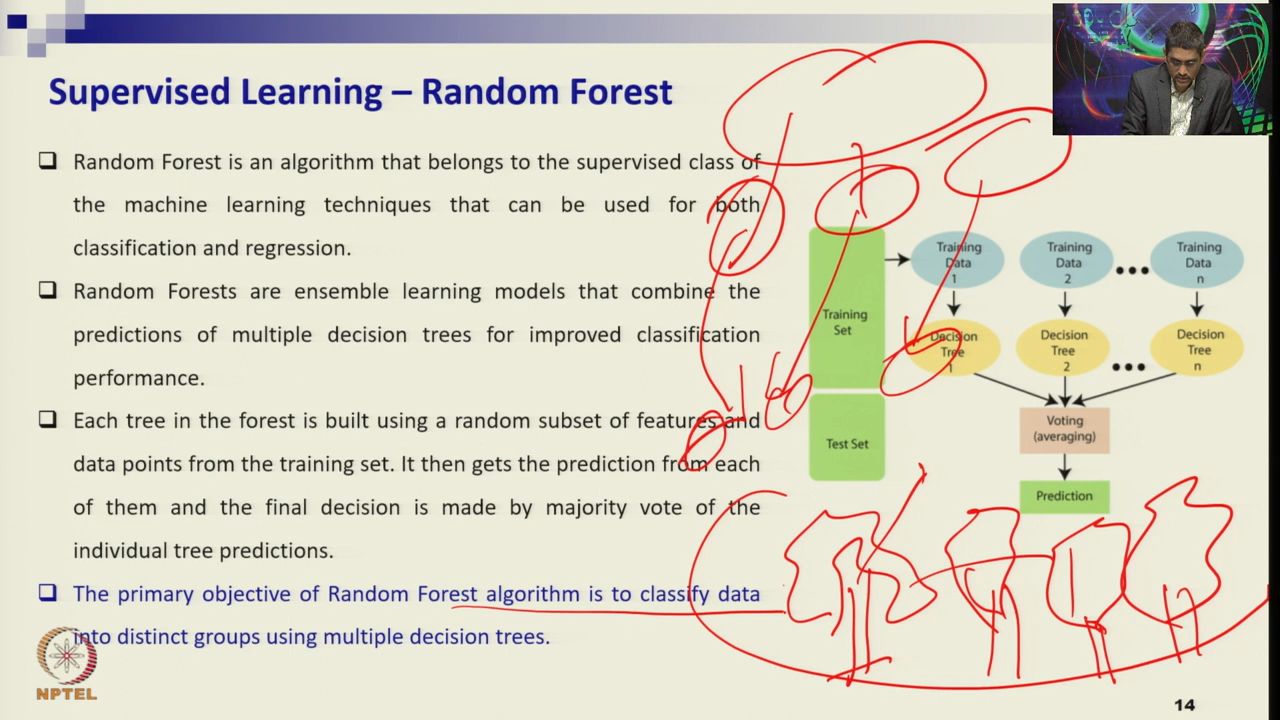 Supervised Learning – Random Forest
❑ Random Forest is an algorithm that belongs to the supervised class of
the machine learning techniques that can be used for both
classification and regression.
❑ Random Forests are ensemble learning models that combine the
predictions of multiple decision trees for improved classification
performance.
❑ Each tree in the forest is built using a random subset of features and
data points from the training set. It then gets the prediction from each
of them and the final decision is made by majority vote of the
individual tree predictions.
❑ The primary objective of Random Forest algorithm is to classify data
into distinct groups using multiple decision trees.
Training
Set
Test Set
Training
Data
1
Training
Data
2
Training
Data
n
Decision
Tree
1
Decision
Tree
2
Decision
Tree
n
Voting
(averaging)
Prediction
NPTEL
14